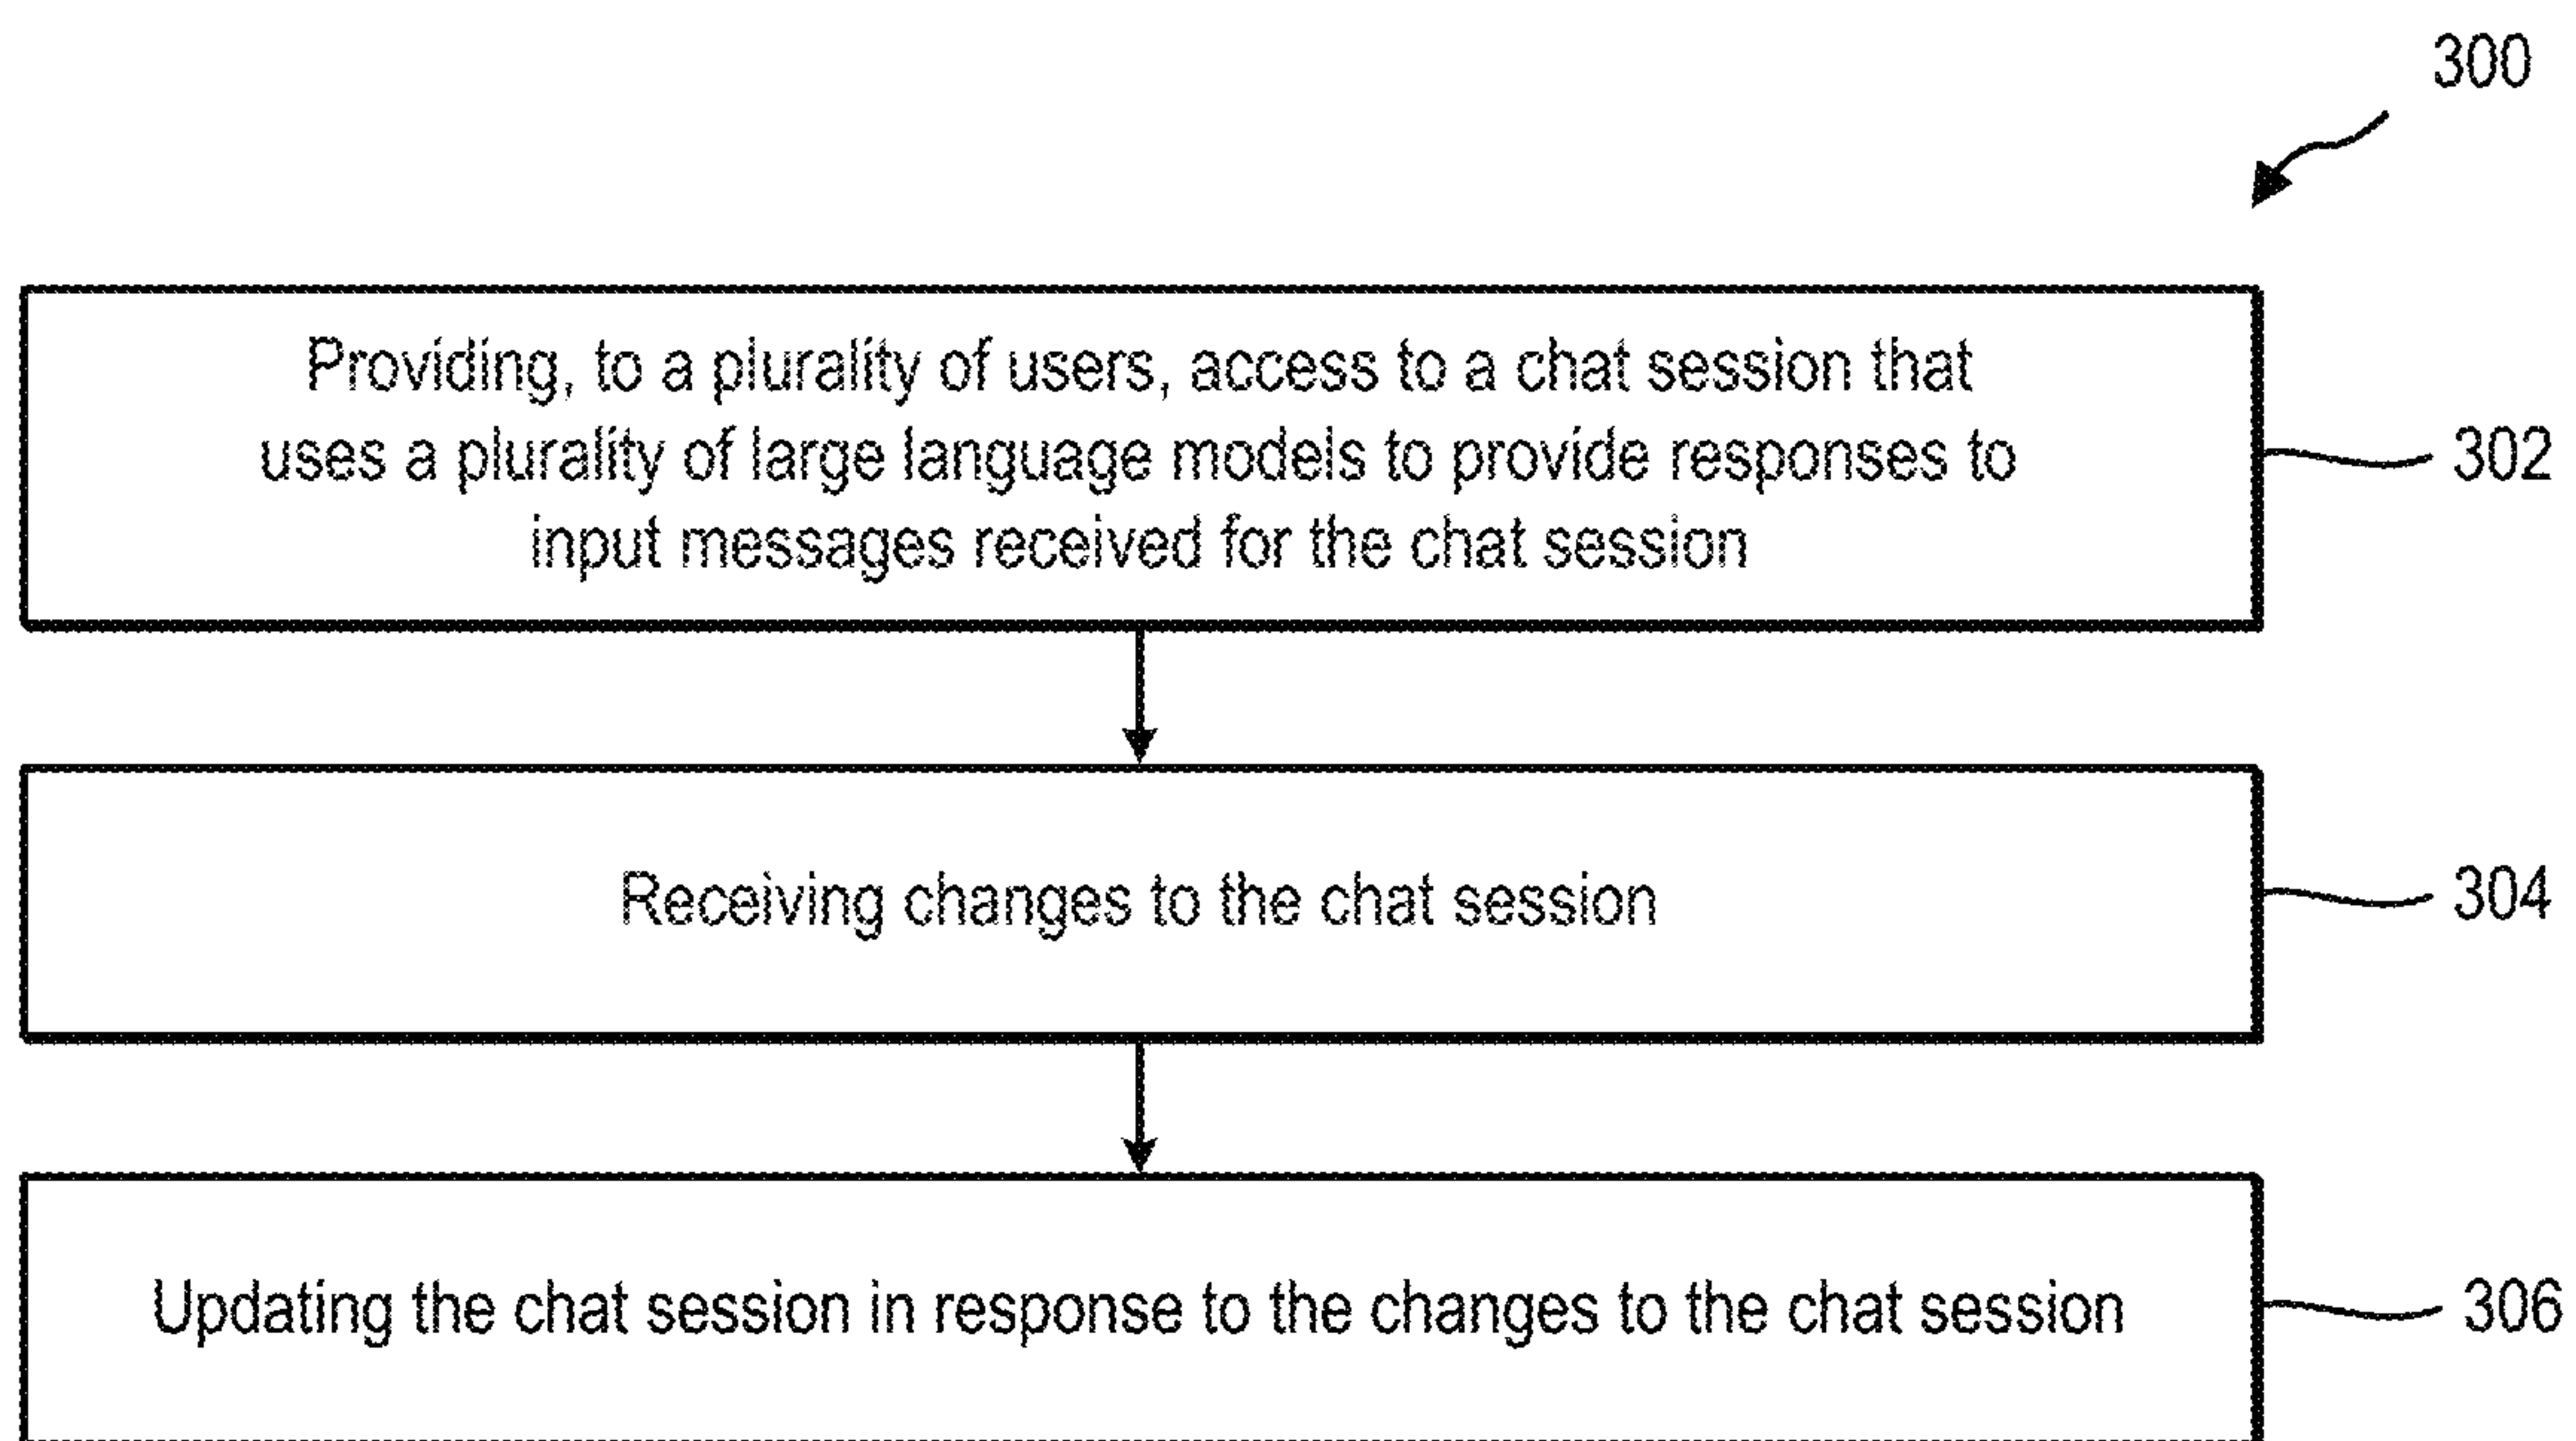 300
Providing, to a plurality of users, access to a chat session that
uses a plurality of large language models to provide responses to
input messages received for the chat session
302
Receiving changes to the chat session
304
Updating the chat session in response to the changes to the chat session
306